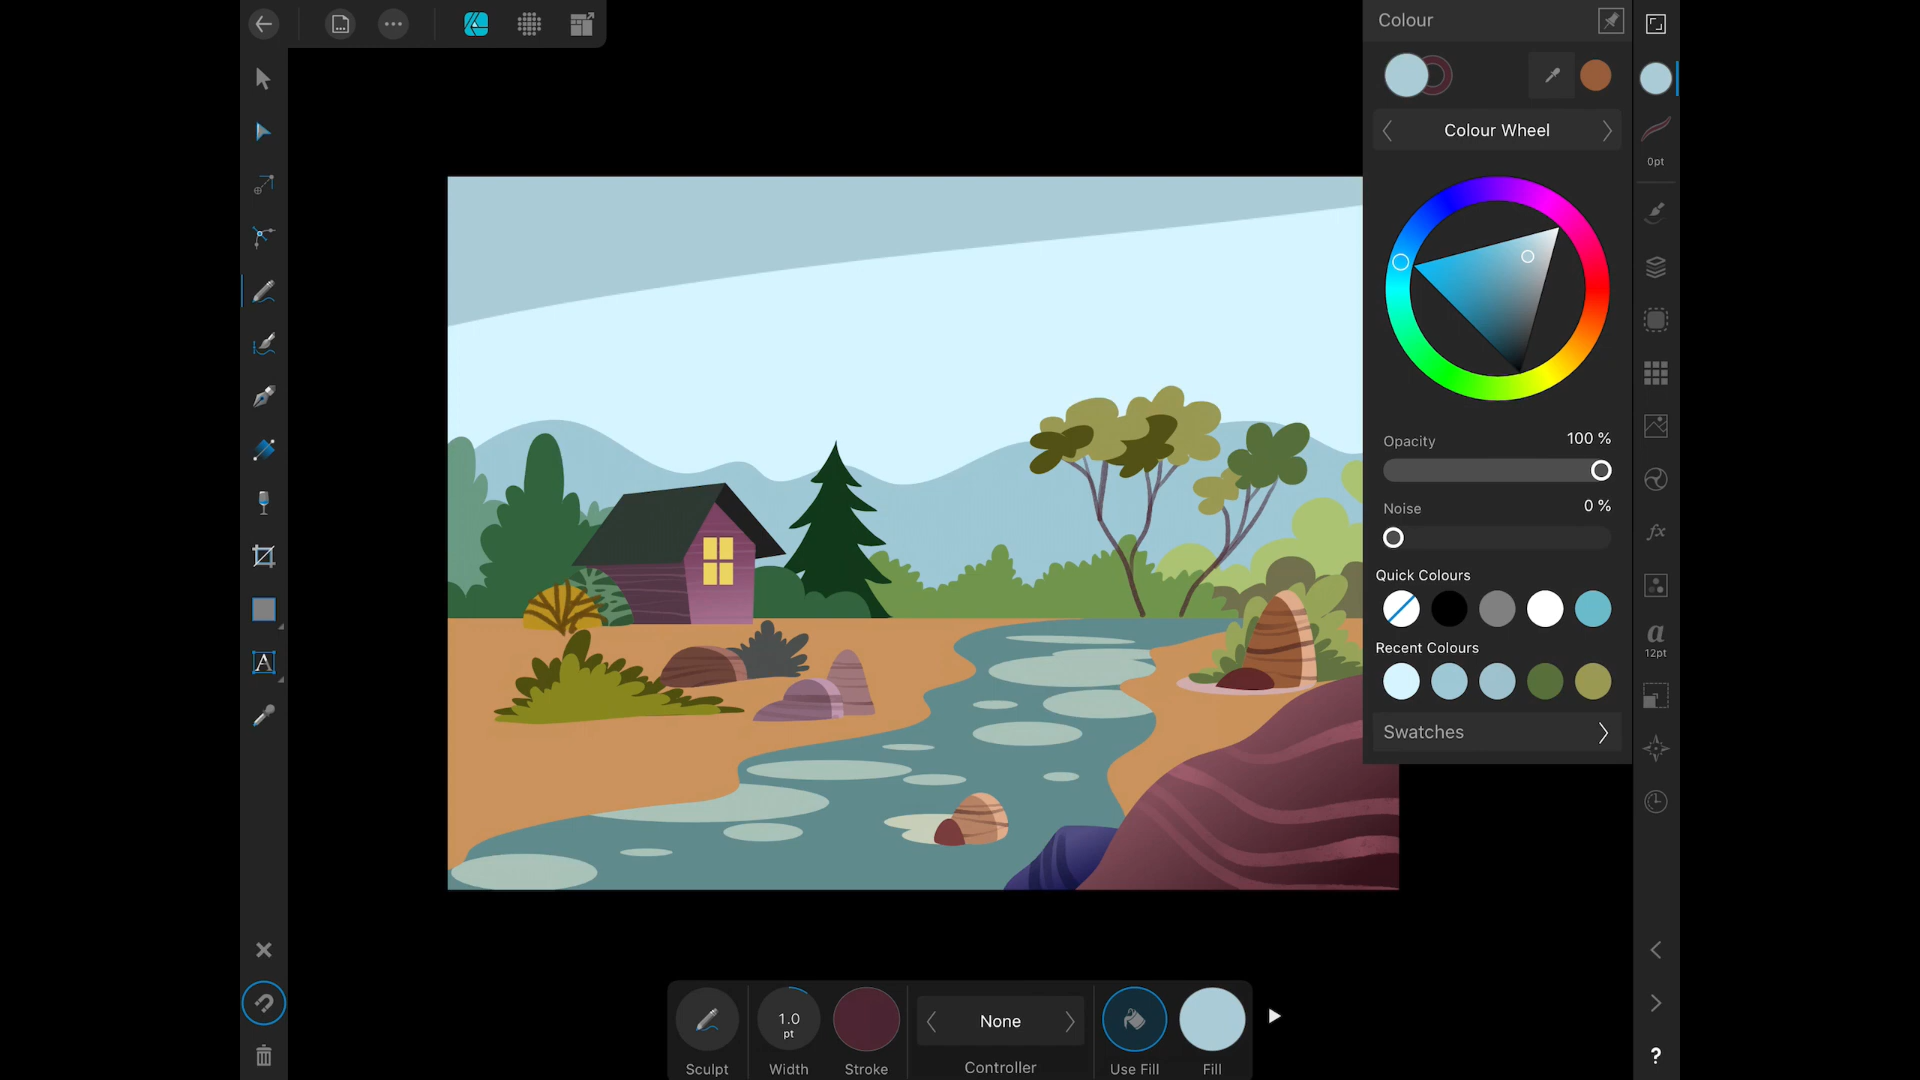 Colour
Colour Wheel
0pt
Opacity
100 %
Noise
0 %
Quick Colours
Recent Colours
a
12pt
fx
Swatches
A
1.0
pt
None
Sculpt
Width
Stroke
Controller
Use Fill
Fill
?